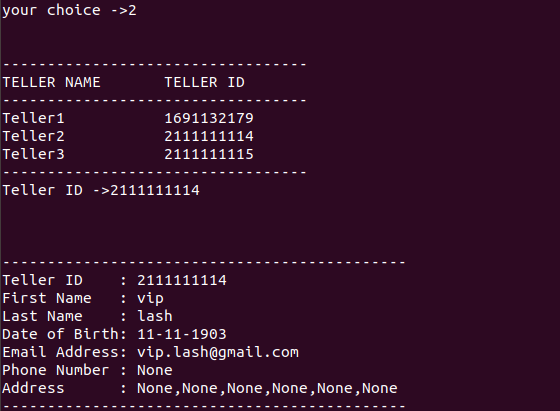 your choice ->2
----------------------------------
TELLER NAME       TELLER ID
----------------------------------
Teller1           1691132179
Teller2           2111111114
Teller3           2111111115
----------------------------------
Teller ID ->2111111114
---------------------------------------------
Teller ID    : 2111111114
First Name   : vip
Last Name    : lash
Date of Birth: 11-11-1903
Email Address: vip.lash@gmail.com
Phone Number : None
Address      : None,None,None,None,None,None
---------------------------------------------